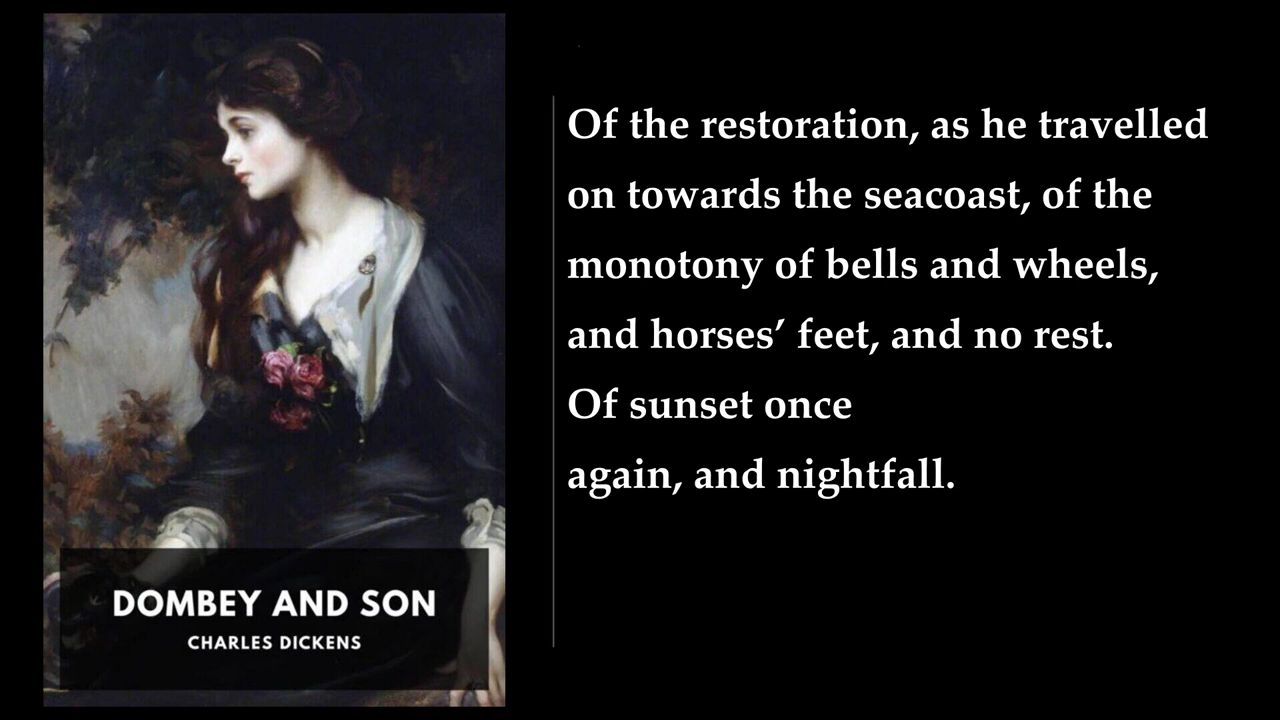 DOMBEY AND SON
CHARLES DICKENS
Of the restoration, as he travelled
on towards the seacoast, of the
monotony of bells and wheels,
and horses’ feet, and no rest.
Of sunset once
again, and nightfall.